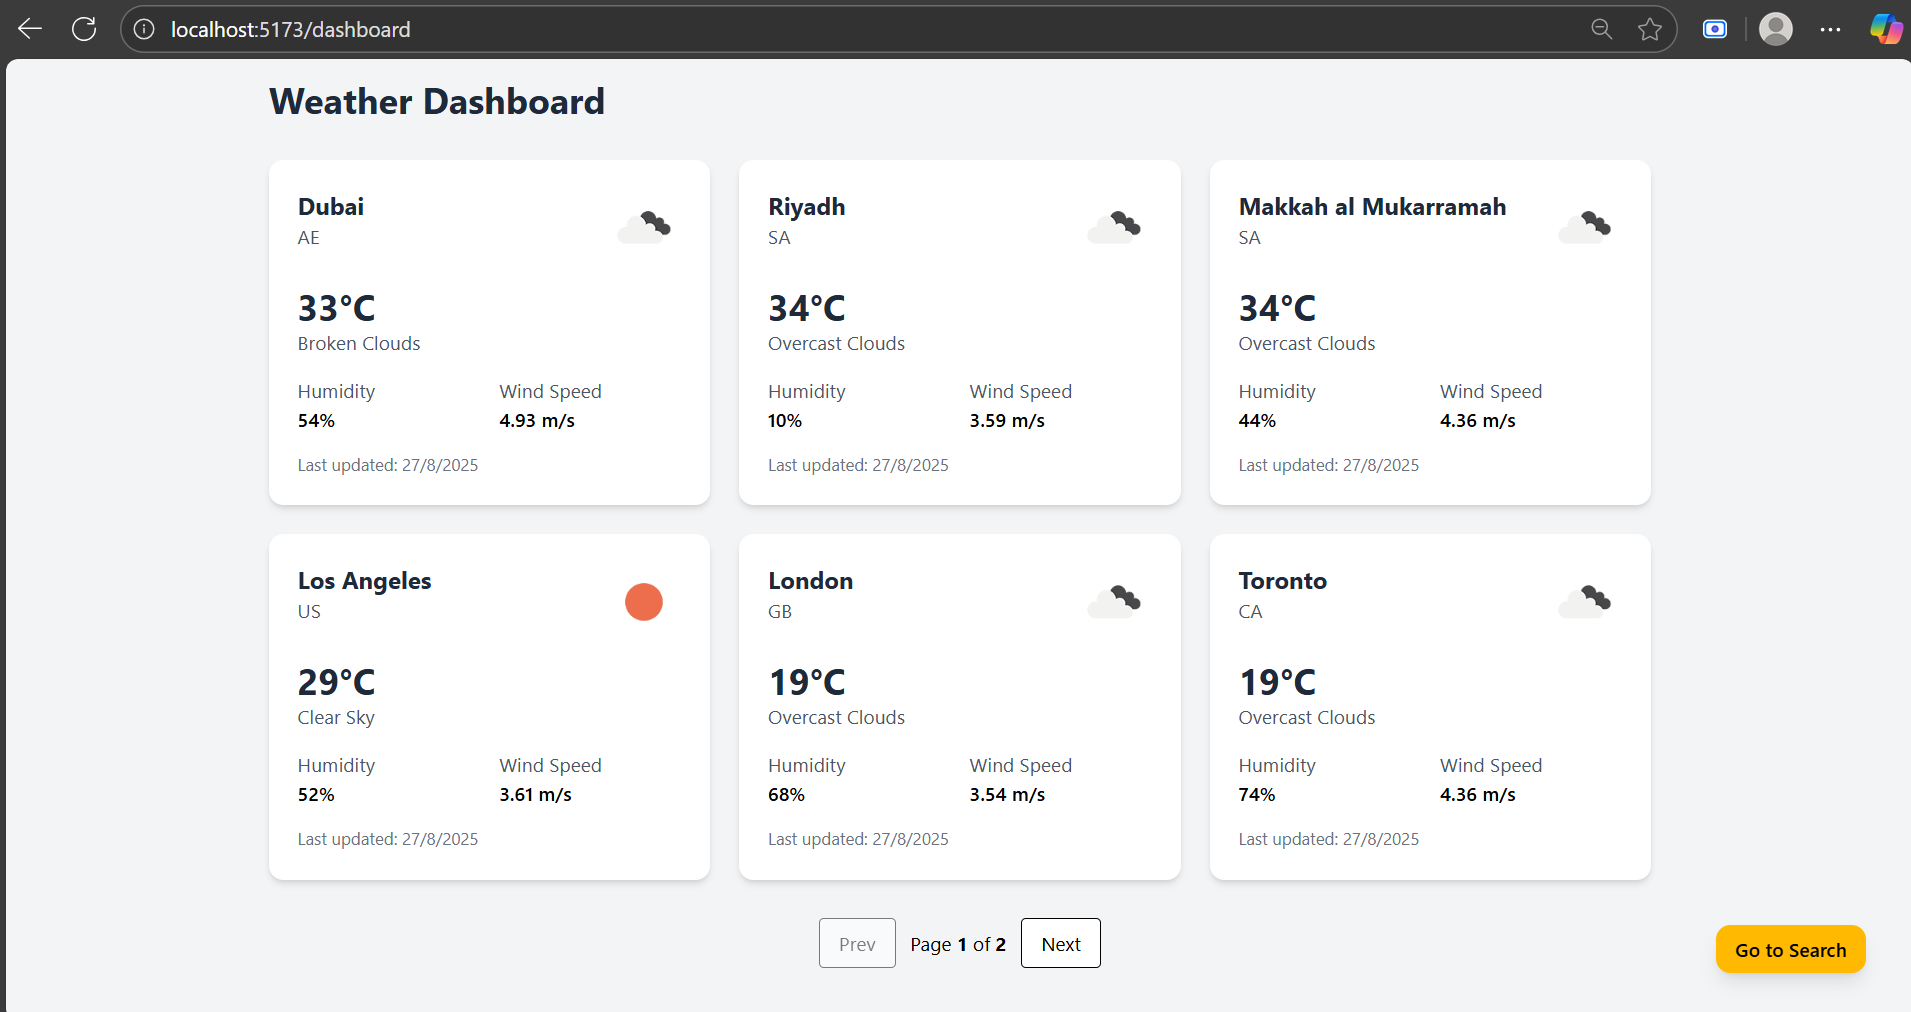 localhost:5173/dashboard
Weather Dashboard
Dubai
AE
33°C
Broken Clouds
Humidity Wind Speed
54% 4.93 m/s
Last updated: 27/8/2025
Riyadh
SA
34°C
Overcast Clouds
Humidity Wind Speed
10% 3.59 m/s
Last updated: 27/8/2025
Makkah al Mukarramah
SA
34°C
Overcast Clouds
Humidity Wind Speed
44% 4.36 m/s
Last updated: 27/8/2025
Los Angeles
US
29°C
Clear Sky
Humidity Wind Speed
52% 3.61 m/s
Last updated: 27/8/2025
London
GB
19°C
Overcast Clouds
Humidity Wind Speed
68% 3.54 m/s
Last updated: 27/8/2025
Toronto
CA
19°C
Overcast Clouds
Humidity Wind Speed
74% 4.36 m/s
Last updated: 27/8/2025
Prev Page 1 of 2 Next
Go to Search